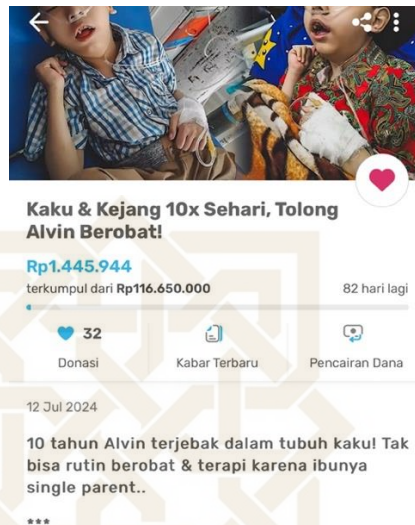 Kaku & Kejang 10x Sehari, Tolong
Alvin Berobat!
Rp1.445.944
terkumpul dari Rp116.650.000
82 hari lagi
32
Donasi
Kabar Terbaru
Pencairan Dana
12 Jul 2024
10 tahun Alvin terjebak dalam tubuh kaku! Tak
bisa rutin berobat & terapi karena ibunya
single parent..
***